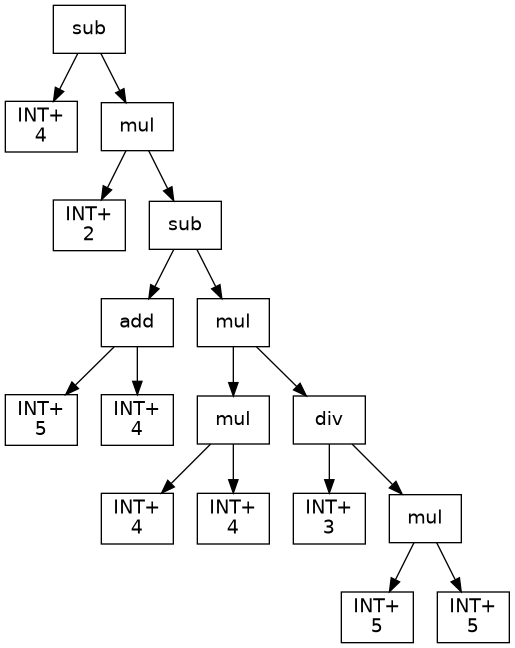 sub
INT+
4
mul
INT+
2
sub
add
mul
INT+
5
INT+
4
mul
div
INT+
4
INT+
4
INT+
3
mul
INT+
5
INT+
5